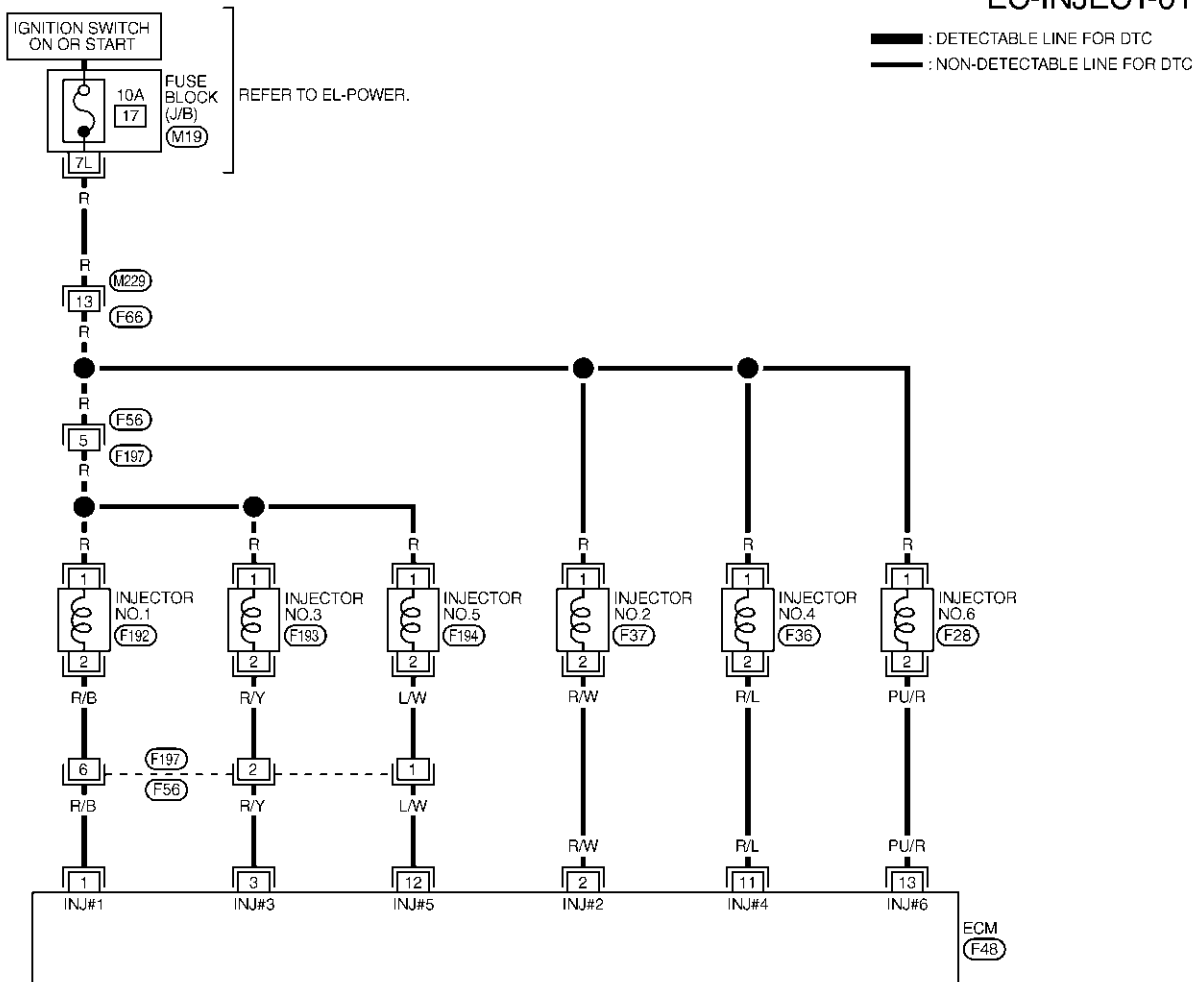 EC-INJECT-01
: DETECTABLE LINE FOR DTC
: NON-DETECTABLE LINE FOR DTC
IGNITION SWITCH
ON OR START
10A
17
FUSE
BLOCK
(J/B)
M19
REFER TO EL-POWER.
7L
R
R
M229
13
F66
R
R
F56
5
F197
R
R
R
R
R
R
R
1
1
1
1
1
1
INJECTOR
NO.1
F192
INJECTOR
NO.3
F193
INJECTOR
NO.5
F194
INJECTOR
NO.2
F37
INJECTOR
NO.4
F36
INJECTOR
NO.6
F28
2
2
2
2
2
2
R/B
R/Y
L/W
R/W
R/L
PU/R
6
F197
2
1
F56
R/B
R/Y
L/W
R/W
R/L
PU/R
1
3
12
2
11
13
INJ#1
INJ#3
INJ#5
INJ#2
INJ#4
INJ#6
ECM
F48